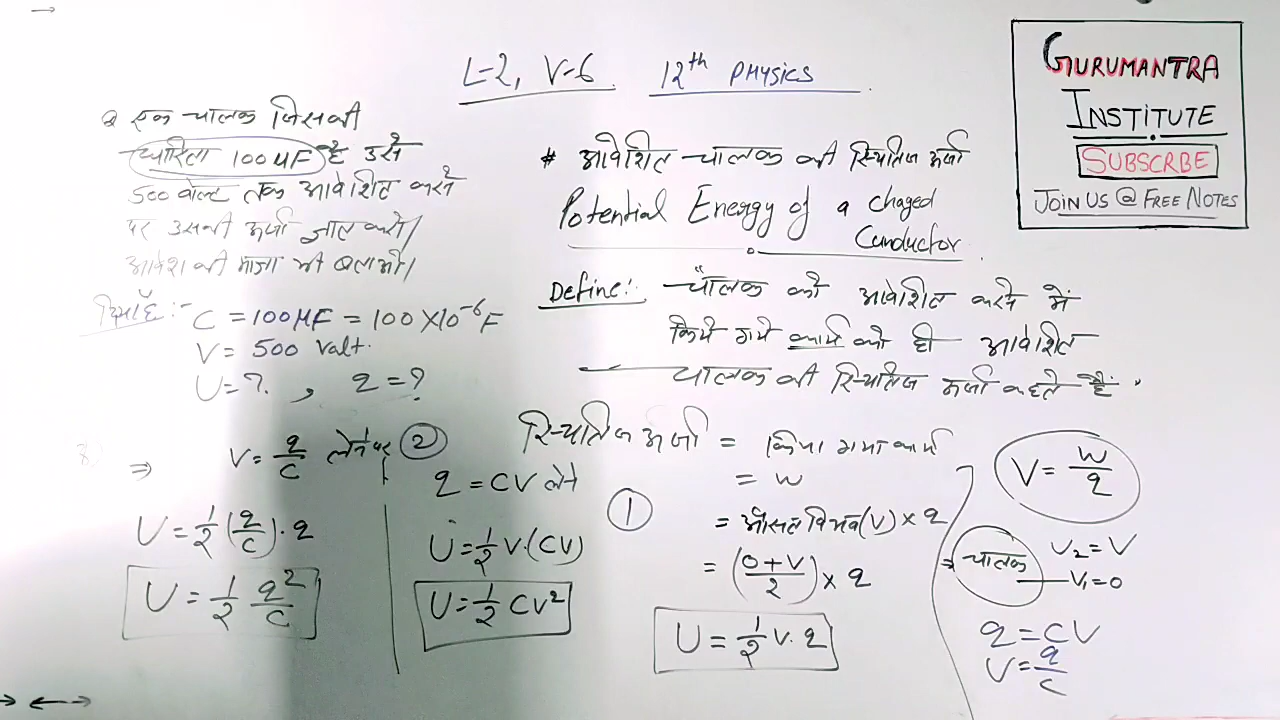 L-2, V-6. 12th PHYSICS
GURUMANTRA
INSTITUTE
SUBSCRBE
JOIN US @ FREE NOTES
Q एक चालक जिसकी
धारिता 100 μF है उसे
500 वोल्ट तक आवेशित करने
पर उसकी ऊर्जा ज्ञात करो।
आवेश की मात्रा भी बताओ।
C = 100 μF = 100 X 10^-6 F
V = 500 Valt.
U = ?, q = ?
# आवेशित चालक की स्थितिज ऊर्जा
Potential Energy of a chaged
Conductor
Define:- "चालक को आवेशित करने में
किये गये कार्य को ही आवेशित
चालक की स्थितिज ऊर्जा कहते है.
स्थितिज ऊर्जा = किया गया कार्य
= W
① = औसत विभव(V) × q
= (0+V/2) × q
U = 1/2 V. q
V = W/q
चालक V2 = V
V1 = 0
q = CV
V = q/C
② q = CV लेने
U = 1/2 V.(CV)
U = 1/2 CV²
⇒ V = q/C लेने पर
U = 1/2 (q/C). q
U = 1/2 q²/C